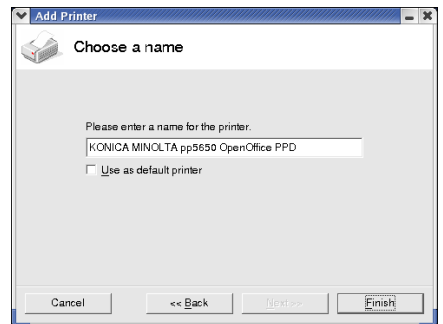 Add Printer
Choose a name
Please enter a name for the printer.
KONICA MINOLTA pp5650 OpenOffice PPD
Use as default printer
Cancel
<< Back
Next >>
Finish